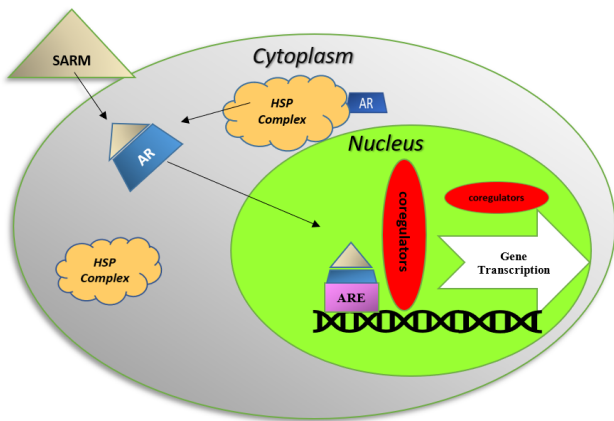 SARM
Cytoplasm
HSP
Complex
AR
AR
Nucleus
coregulators
coregulators
Gene
Transcription
HSP
Complex
ARE